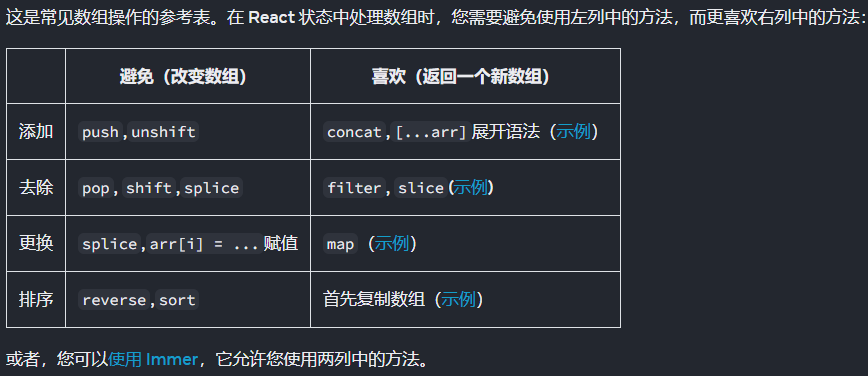 这是常见数组操作的参考表。在 React 状态中处理数组时，您需要避免使用左列中的方法，而更喜欢右列中的方法：
避免（改变数组） 喜欢（返回一个新数组）
添加 push,unshift concat,[...arr]展开语法（示例）
去除 pop,shift,splice filter,slice(示例)
更换 splice,arr[i] = ...赋值 map（示例）
排序 reverse,sort 首先复制数组（示例）
或者，您可以使用 Immer，它允许您使用两列中的方法。